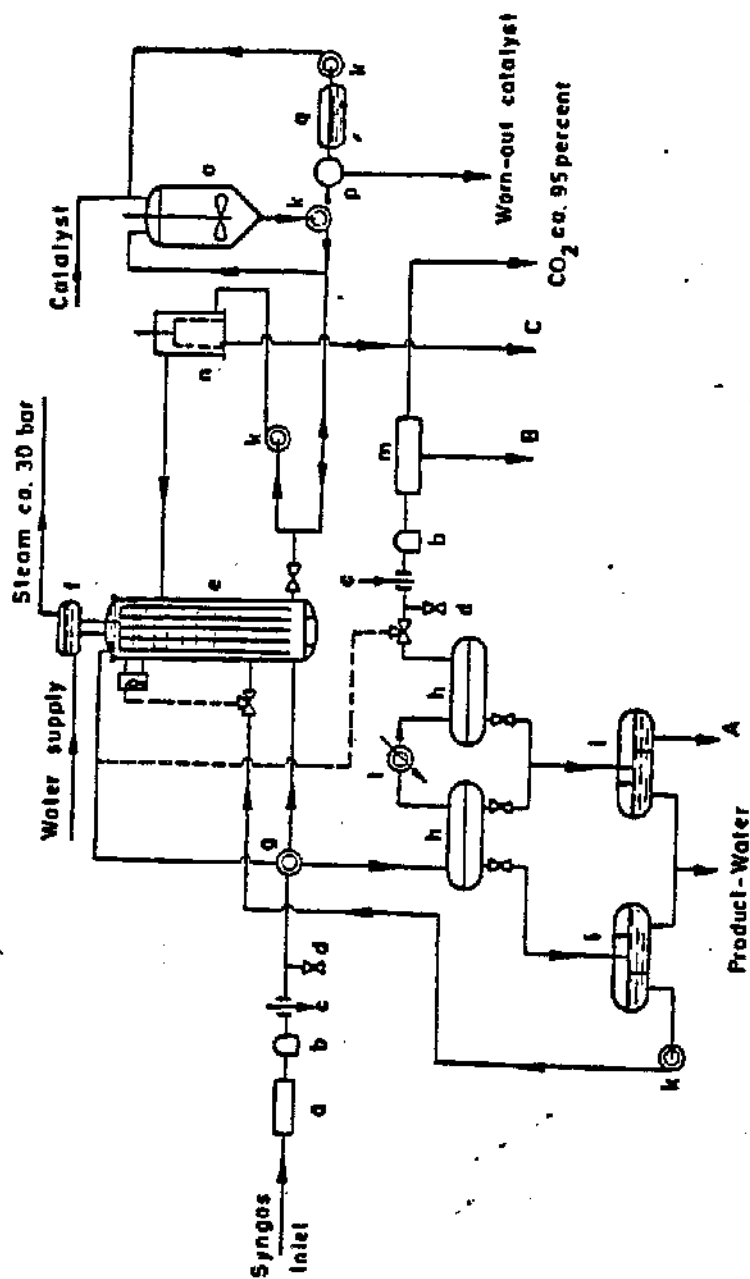 Steam ca. 30 bar
Catalyst
Water supply
f
o
n
e
k
k
q
k
p
Syngas
Inlet
a
b
c
d
g
h
h
d
c
b
m
k
Product-Water
A
B
C
CO2 ca. 95 percent
Worn-out catalyst